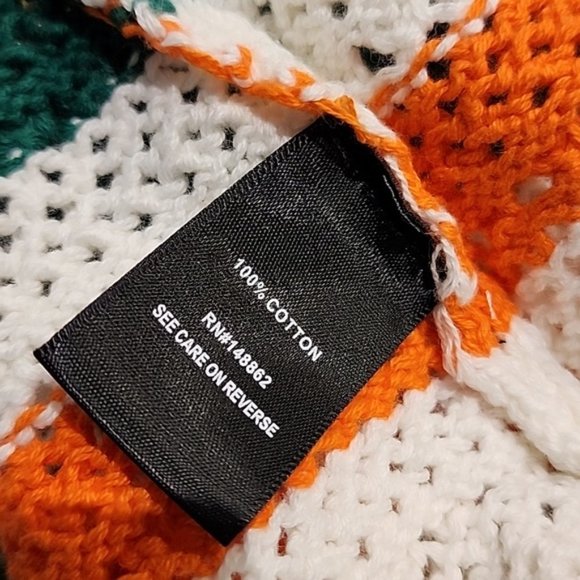 100% COTTON
RN#148862
SEE CARE ON REVERSE